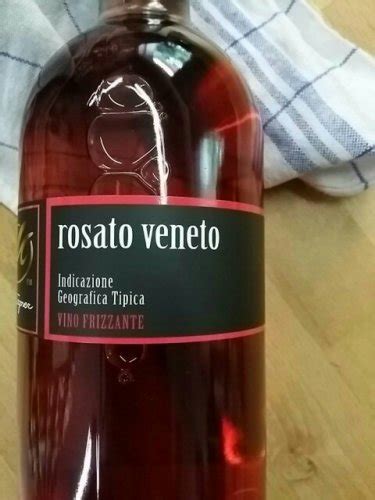 rosato veneto
Indicazione
Geografica Tipica
VINO FRIZZANTE